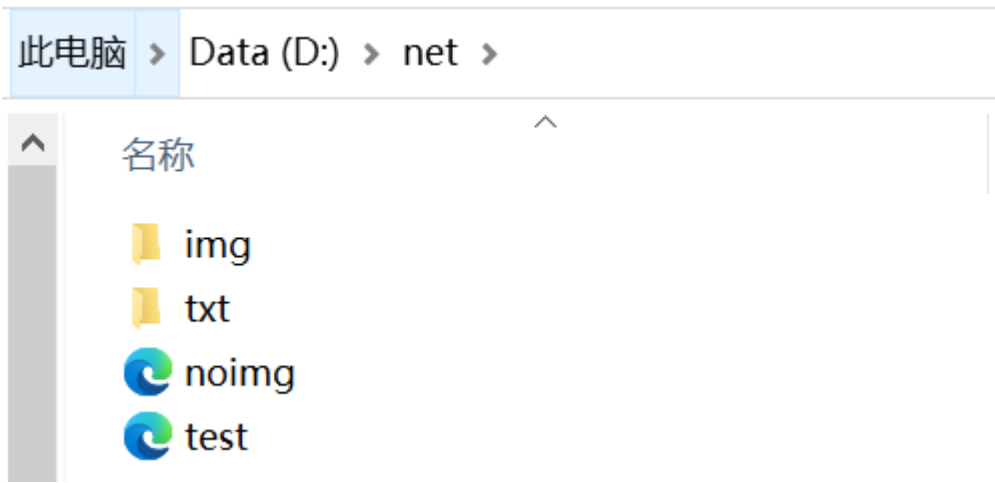 此电脑 > Data (D:) > net >
名称
img
txt
noimg
test